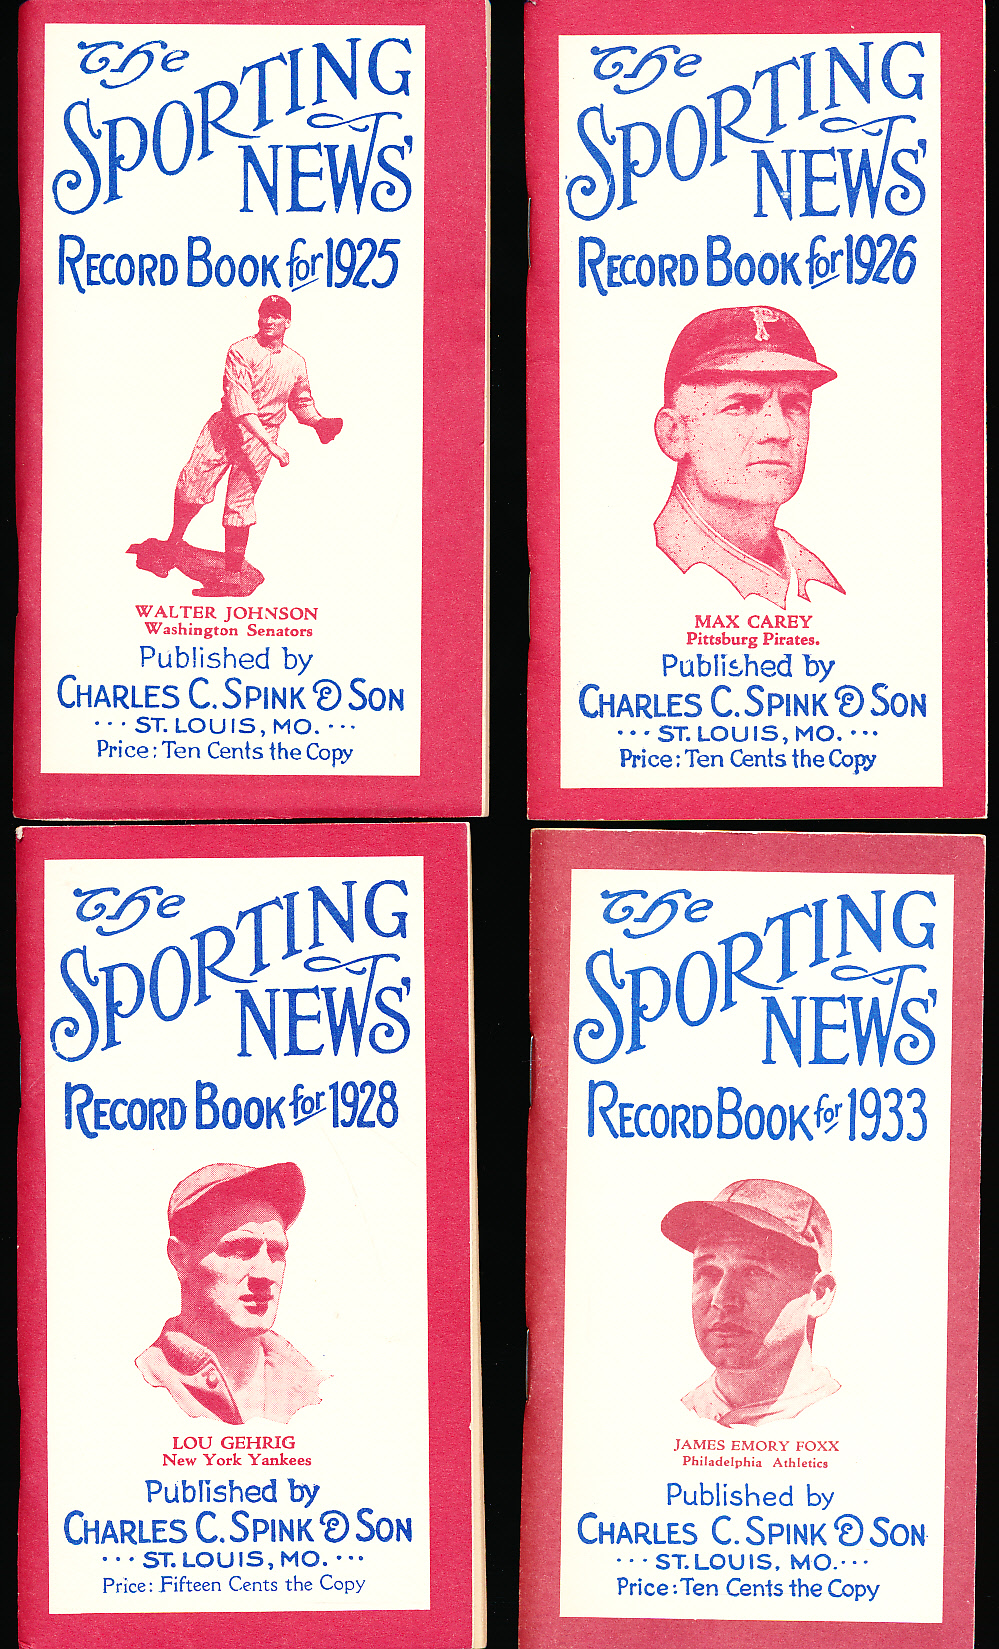 The
SPORTING
NEWS'
RECORD BOOK for 1925
WALTER JOHNSON
Washington Senators
Published by
CHARLES C. SPINK & SON
... ST. LOUIS, MO. ...
Price: Ten Cents the Copy
The
SPORTING
NEWS'
RECORD BOOK for 1926
P
MAX CAREY
Pittsburg Pirates.
Published by
CHARLES C. SPINK & SON
... ST. LOUIS, MO. ...
Price: Ten Cents the Copy
The
SPORTING
NEWS'
RECORD BOOK for 1928
LOU GEHRIG
New York Yankees
Published by
CHARLES C. SPINK & SON
... ST. LOUIS, MO. ...
Price: Fifteen Cents the Copy
The
SPORTING
NEWS'
RECORD BOOK for 1933
JAMES EMORY FOXX
Philadelphia Athletics
Published by
CHARLES C. SPINK & SON
... ST. LOUIS, MO. ...
Price: Ten Cents the Copy